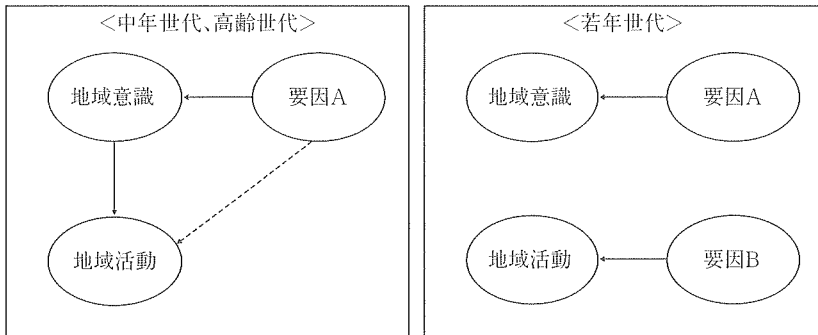 <中年世代、高齢世代>
地域意識
要因A
地域活動
<若年世代>
地域意識
要因A
地域活動
要因B